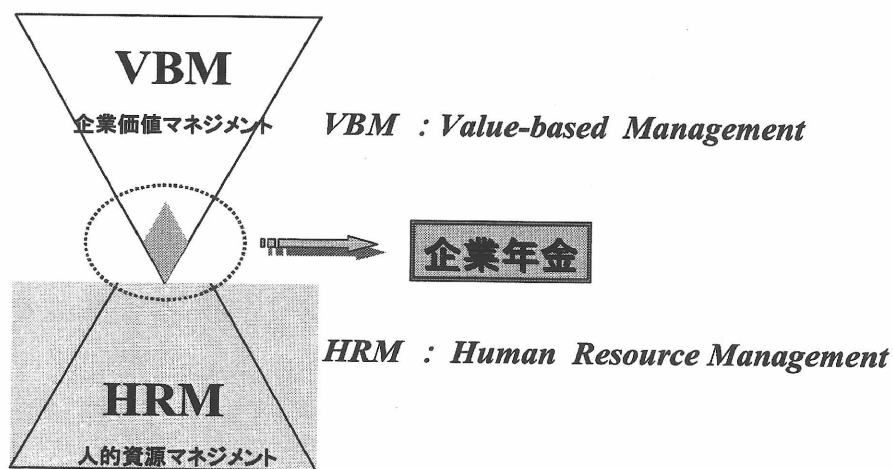 VBM
企業価値マネジメント
VBM : Value-based Management
企業年金
HRM : Human Resource Management
HRM
人的資源マネジメント